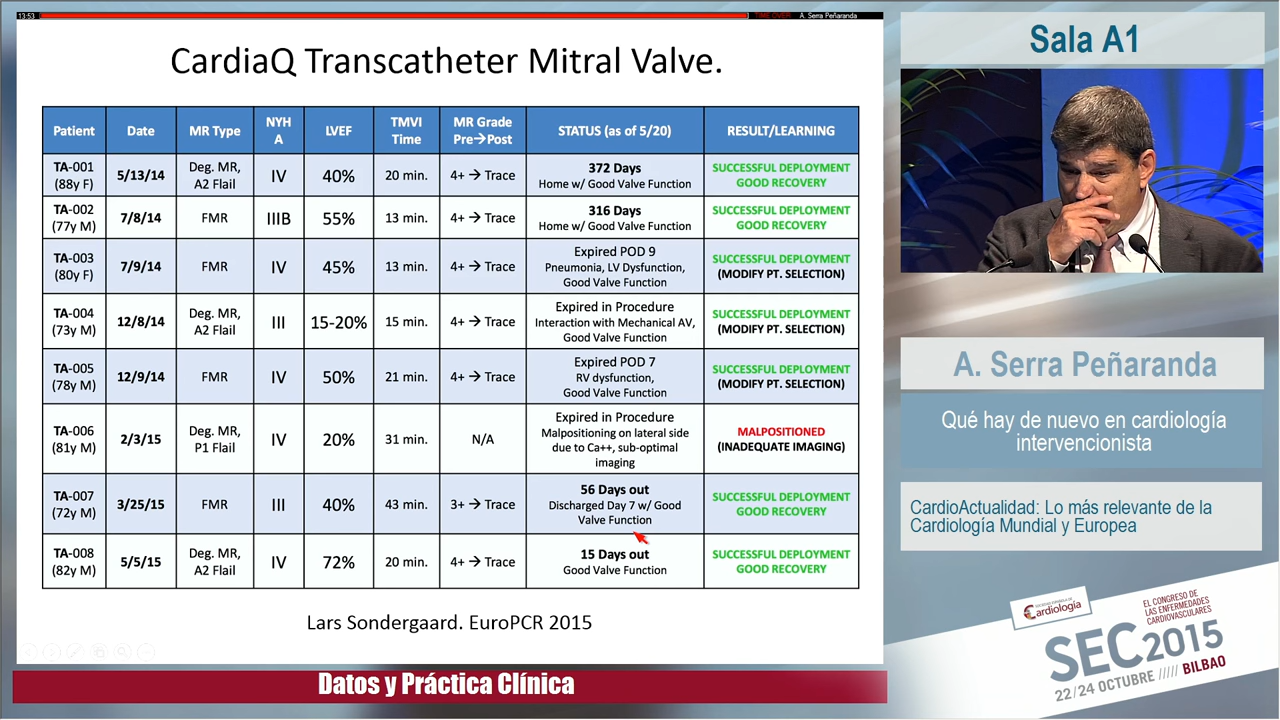 13:53
TIME OVER!
A. Serra Peñaranda
CardiaQ Transcatheter Mitral Valve.
Patient
Date
MR Type
NYH
A
LVEF
TMVI
Time
MR Grade
Pre→Post
STATUS (as of 5/20)
RESULT/LEARNING
TA-001
(88y F)
5/13/14
Deg. MR,
A2 Flail
IV
40%
20 min.
4+ → Trace
372 Days
Home w/ Good Valve Function
SUCCESSFUL DEPLOYMENT
GOOD RECOVERY
TA-002
(77y M)
7/8/14
FMR
IIIB
55%
13 min.
4+ → Trace
316 Days
Home w/ Good Valve Function
SUCCESSFUL DEPLOYMENT
GOOD RECOVERY
TA-003
(80y F)
7/9/14
FMR
IV
45%
13 min.
4+ → Trace
Expired POD 9
Pneumonia, LV Dysfunction,
Good Valve Function
SUCCESSFUL DEPLOYMENT
(MODIFY PT. SELECTION)
TA-004
(73y M)
12/8/14
Deg. MR,
A2 Flail
III
15-20%
15 min.
4+ → Trace
Expired in Procedure
Interaction with Mechanical AV,
Good Valve Function
SUCCESSFUL DEPLOYMENT
(MODIFY PT. SELECTION)
TA-005
(78y M)
12/9/14
FMR
IV
50%
21 min.
4+ → Trace
Expired POD 7
RV dysfunction,
Good Valve Function
SUCCESSFUL DEPLOYMENT
(MODIFY PT. SELECTION)
TA-006
(81y M)
2/3/15
Deg. MR,
P1 Flail
IV
20%
31 min.
N/A
Expired in Procedure
Malpositioning on lateral side
due to Ca++, sub-optimal
imaging
MALPOSITIONED
(INADEQUATE IMAGING)
TA-007
(72y M)
3/25/15
FMR
III
40%
43 min.
3+ → Trace
56 Days out
Discharged Day 7 w/ Good
Valve Function
SUCCESSFUL DEPLOYMENT
GOOD RECOVERY
TA-008
(82y M)
5/5/15
Deg. MR,
A2 Flail
IV
72%
20 min.
4+ → Trace
15 Days out
Good Valve Function
SUCCESSFUL DEPLOYMENT
GOOD RECOVERY
Lars Sondergaard. EuroPCR 2015
Datos y Práctica Clínica
Sala A1
A. Serra Peñaranda
Qué hay de nuevo en cardiología
intervencionista
CardioActualidad: Lo más relevante de la
Cardiología Mundial y Europea
SOCIEDAD ESPAÑOLA DE
Cardiología
EL CONGRESO DE
LAS ENFERMEDADES
CARDIOVASCULARES
SEC2015
22/24 OCTUBRE ///// BILBAO